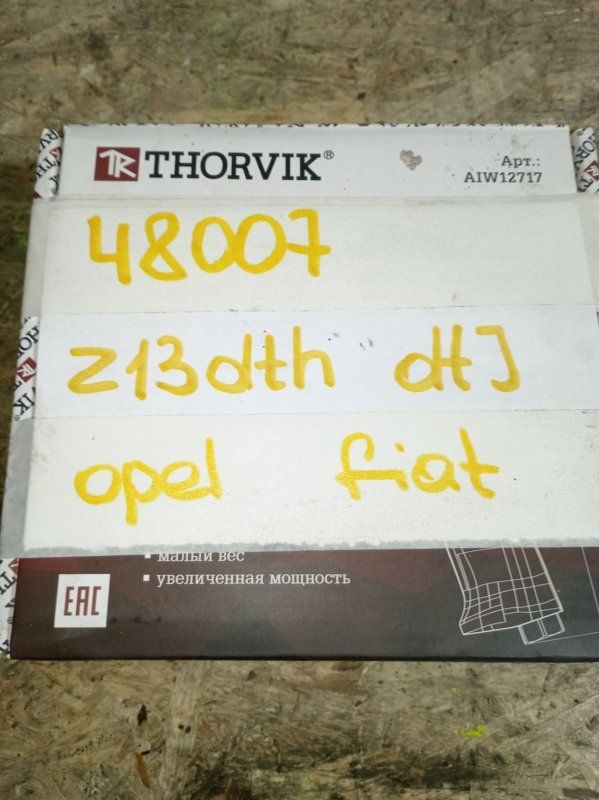 THORVIK®
Арт.:
AIW12717
48007
z13dth dtJ
opel fiat
малый вес
увеличенная мощность
EAC